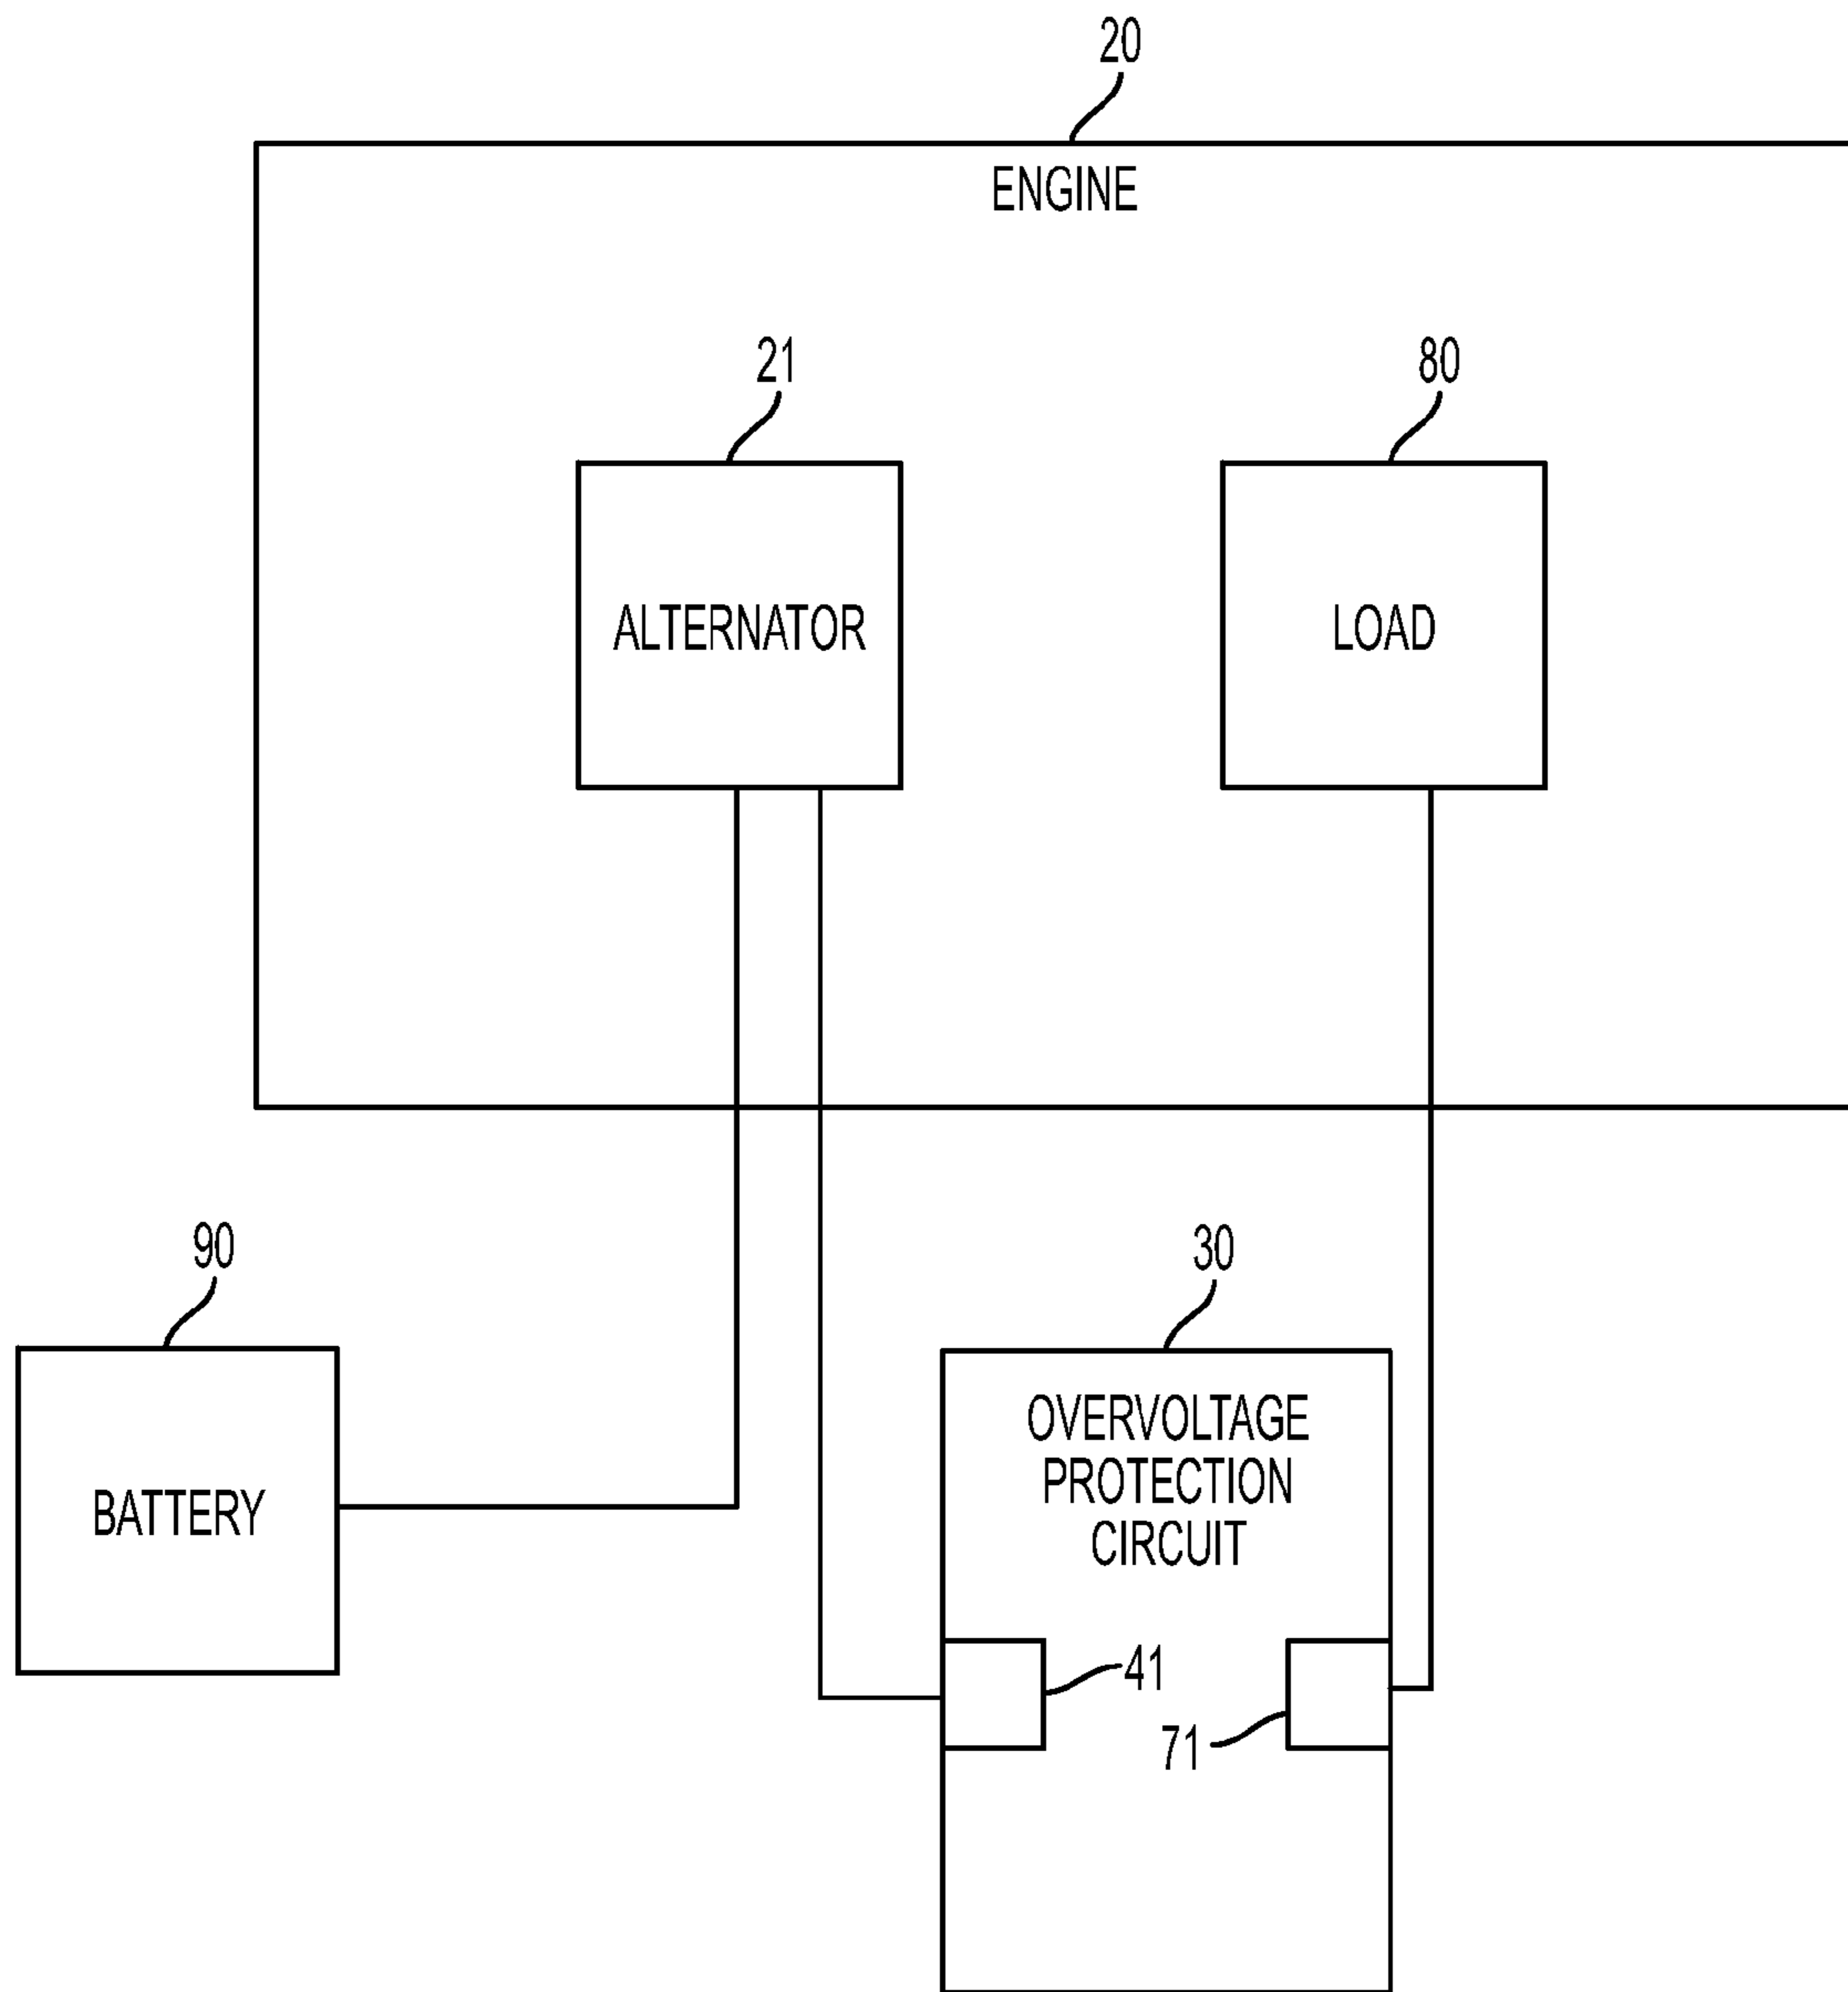 20
ENGINE
21
80
ALTERNATOR
LOAD
90
30
BATTERY
OVERVOLTAGE
PROTECTION
CIRCUIT
41
71